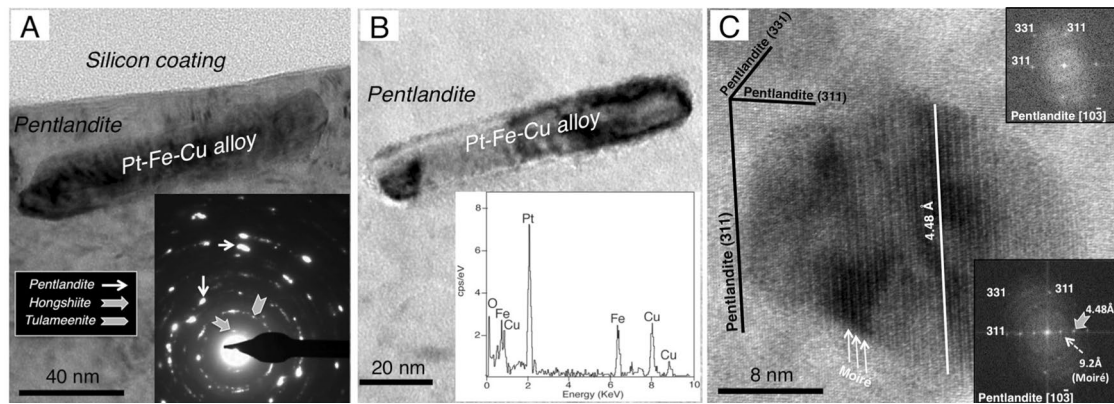 A
Silicon coating
Pentlandite
Pt-Fe-Cu alloy
Pentlandite
Hongshiite
Tulameenite
40 nm
B
Pentlandite
Pt-Fe-Cu alloy
cps/eV
8
6
4
2
O
Fe
Cu
Pt
Fe
Cu
Cu
0 2 4 6 8 10
Energy (KeV)
20 nm
C
Pentlandite (331)
Pentlandite (311)
Pentlandite (311)
4.48 Å
Moiré
8 nm
331 311
311
Pentlandite [103̄]
331 311
311
4.48Å
9.2Å
(Moiré)
Pentlandite [103̄]